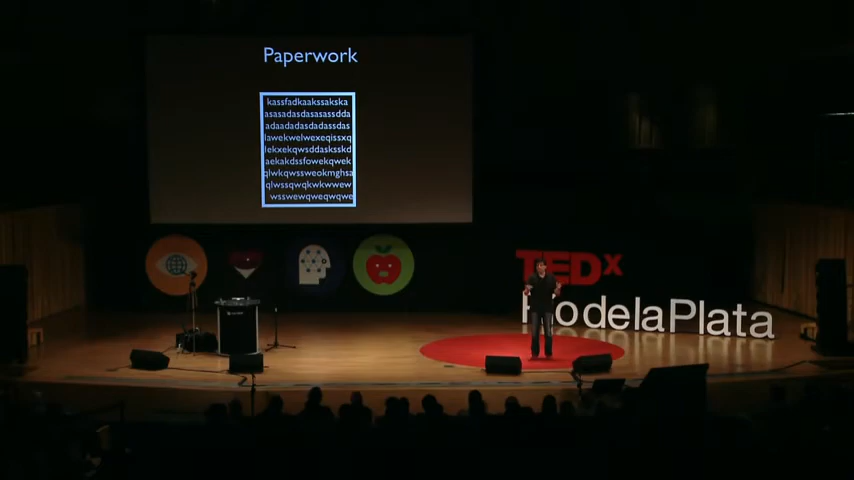 Paperwork
kassfadkaakssakska
asasadasdasasassdda
adaadadasdadassdas
lawekwelwexeqissxq
lekxekqwsddasksskd
aekakdssfowekqwek
qlwkqwssweokmghsa
qlwssqwqkwkwwew
wsswewqweqwqwe
TEDx
delaPlata